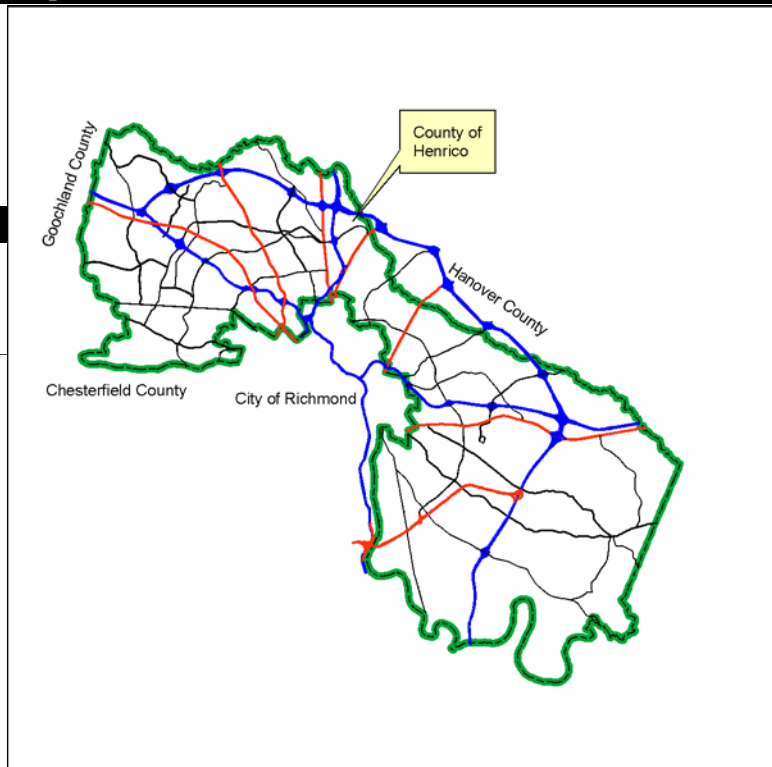 County of
Henrico
Goochland County
Hanover County
Chesterfield County
City of Richmond